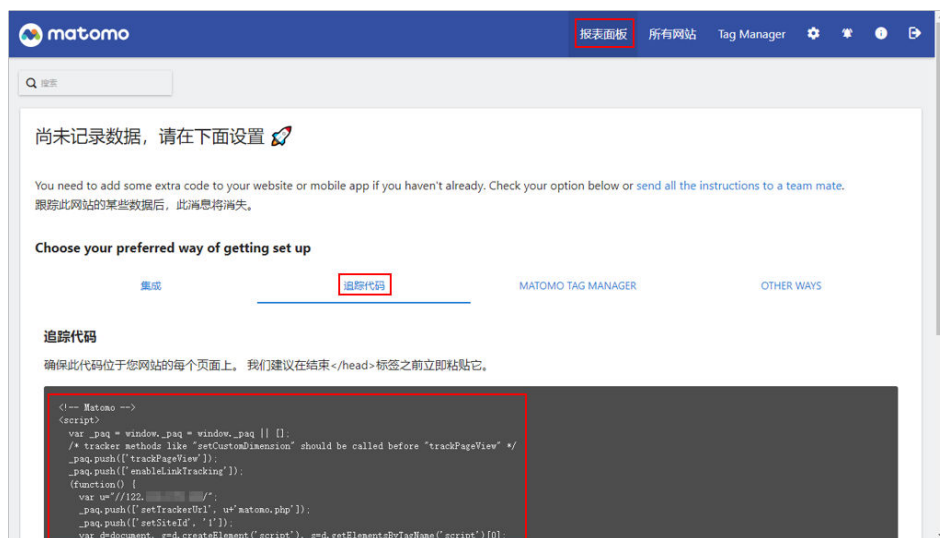 matomo
报表面板 所有网站 Tag Manager
搜索
尚未记录数据，请在下面设置 🚀
You need to add some extra code to your website or mobile app if you haven't already. Check your option below or send all the instructions to a team mate.
跟踪此网站的某些数据后，此消息将消失。
Choose your preferred way of getting set up
集成 追踪代码 MATOMO TAG MANAGER OTHER WAYS
追踪代码
确保此代码位于您网站的每个页面上。 我们建议在结束</head>标签之前立即粘贴它。
<!-- Matomo -->
<script>
var _paq = window._paq = window._paq || [];
/* tracker methods like "setCustomDimension" should be called before "trackPageView" */
_paq.push(['trackPageView']);
_paq.push(['enableLinkTracking']);
(function() {
var u="//122. /";
_paq.push(['setTrackerUrl', u+'matomo.php']);
_paq.push(['setSiteId', '1']);
var d=document, g=d.createElement('script'), s=d.getElementsByTagName('script')[0];